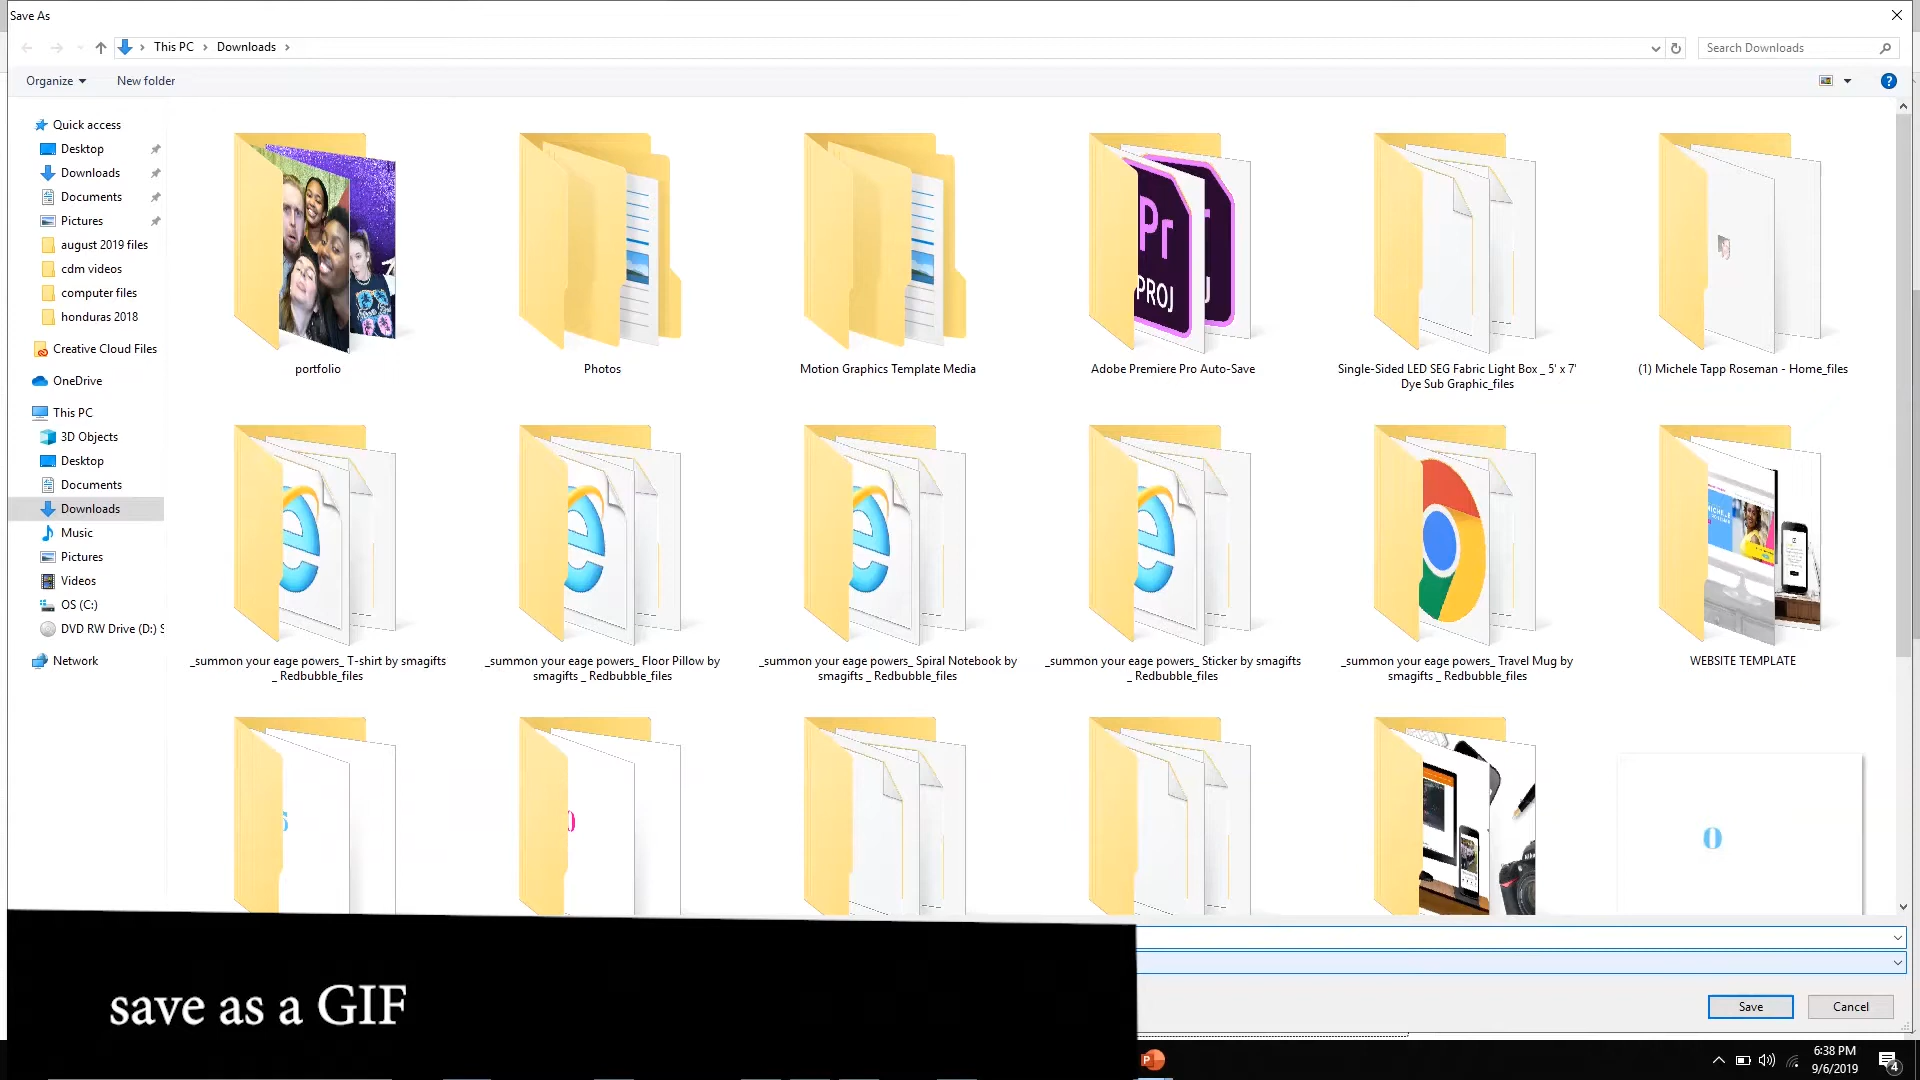 Save As
This PC
Downloads
Search Downloads
Organize
New folder
?
Quick access
Desktop
Downloads
Documents
Pictures
august 2019 files
cdm videos
computer files
honduras 2018
Creative Cloud Files
OneDrive
This PC
3D Objects
Desktop
Documents
Downloads
Music
Pictures
Videos
OS (C:)
DVD RW Drive (D:) S
Network
Pr
PROJ
portfolio
Photos
Motion Graphics Template Media
Adobe Premiere Pro Auto-Save
Single-Sided LED SEG Fabric Light Box _ 5' x 7'
Dye Sub Graphic_files
(1) Michele Tapp Roseman - Home_files
_summon your eage powers_ T-shirt by smagifts
_ Redbubble_files
_summon your eage powers_ Floor Pillow by
smagifts _ Redbubble_files
_summon your eage powers_ Spiral Notebook by
smagifts _ Redbubble_files
_summon your eage powers_ Sticker by smagifts
_ Redbubble_files
_summon your eage powers_ Travel Mug by
smagifts _ Redbubble_files
WEBSITE TEMPLATE
0
save as a GIF
Save
Cancel
P
6:38 PM
9/6/2019
4